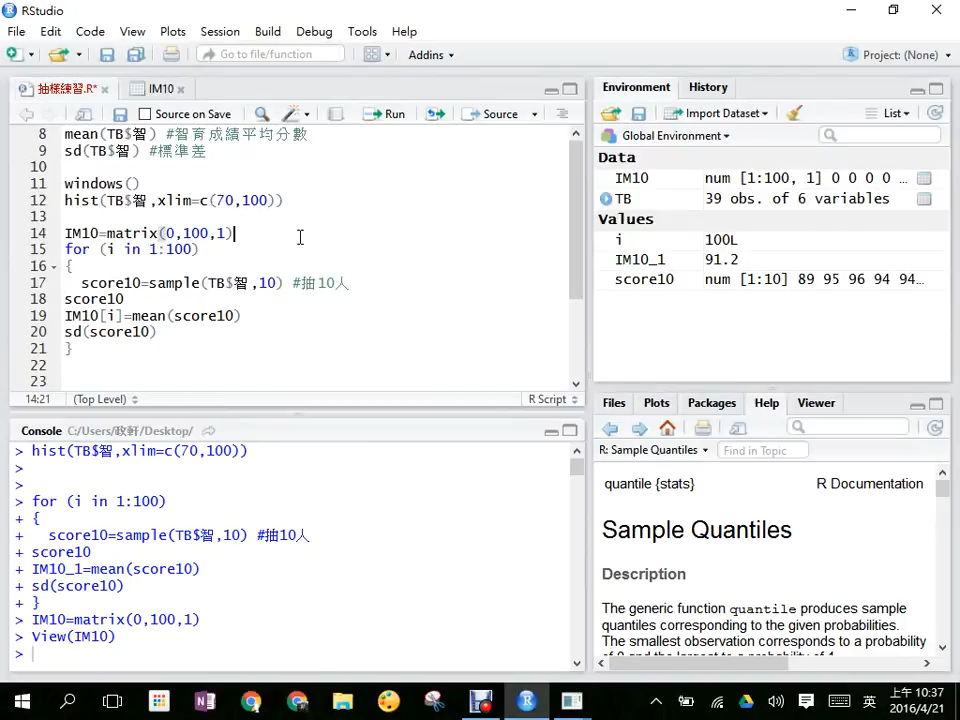 RStudio
File Edit Code View Plots Session Build Debug Tools Help
Go to file/function Addins Project: (None)
抽樣練習.R* IM10
Source on Save Run Source
8 mean(TB$智) #智育成績平均分數
9 sd(TB$智) #標準差
10
11 windows()
12 hist(TB$智,xlim=c(70,100))
13
14 IM10=matrix(0,100,1)
15 for (i in 1:100)
16 {
17 score10=sample(TB$智,10) #抽10人
18 score10
19 IM10[i]=mean(score10)
20 sd(score10)
21 }
22
23
14:21 (Top Level) R Script
Console C:/Users/政軒/Desktop/
> hist(TB$智,xlim=c(70,100))
>
>
> for (i in 1:100)
+ {
+ score10=sample(TB$智,10) #抽10人
+ score10
+ IM10_1=mean(score10)
+ sd(score10)
+ }
> IM10=matrix(0,100,1)
> View(IM10)
>
Environment History
Import Dataset List
Global Environment
Data
IM10 num [1:100, 1] 0 0 0 0 …
TB 39 obs. of 6 variables
Values
i 100L
IM10_1 91.2
score10 num [1:10] 89 95 96 94 94…
Files Plots Packages Help Viewer
R: Sample Quantiles Find in Topic
quantile {stats} R Documentation
Sample Quantiles
Description
The generic function quantile produces sample
quantiles corresponding to the given probabilities.
The smallest observation corresponds to a probability
of 0 and the largest to a probability of 1.
英 上午 10:37
2016/4/21